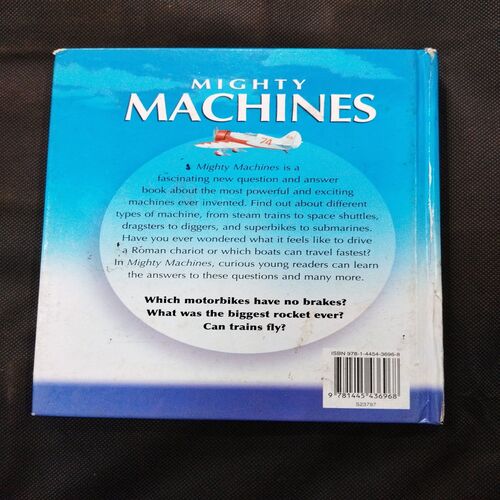 MIGHTY
MACHINES
74
Mighty Machines is a
fascinating new question and answer
book about the most powerful and exciting
machines ever invented. Find out about different
types of machine, from steam trains to space shuttles,
dragsters to diggers, and superbikes to submarines.
Have you ever wondered what it feels like to drive
a Roman chariot or which boats can travel fastest?
In Mighty Machines, curious young readers can learn
the answers to these questions and many more.
Which motorbikes have no brakes?
What was the biggest rocket ever?
Can trains fly?
ISBN 978-1-4454-3696-8
9 781445 436968
S23797